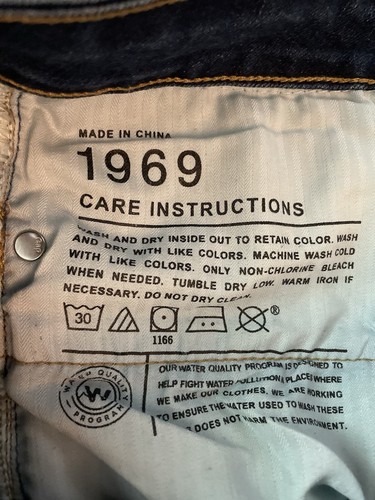 MADE IN CHINA
1969
CARE INSTRUCTIONS
WASH AND DRY INSIDE OUT TO RETAIN COLOR. WASH
AND DRY WITH LIKE COLORS. MACHINE WASH COLD
WITH LIKE COLORS. ONLY NON-CHLORINE BLEACH
WHEN NEEDED. TUMBLE DRY LOW. WARM IRON IF
NECESSARY. DO NOT DRY CLEAN.
30
®
1166
WATER QUALITY
W
PROGRAM
OUR WATER QUALITY PROGRAM IS DESIGNED TO
HELP FIGHT WATER POLLUTION (PLACE) WHERE
WE MAKE OUR CLOTHES. WE ARE WORKING
TO ENSURE THE WATER USED TO WASH THESE
DOES NOT HARM THE ENVIRONMENT.